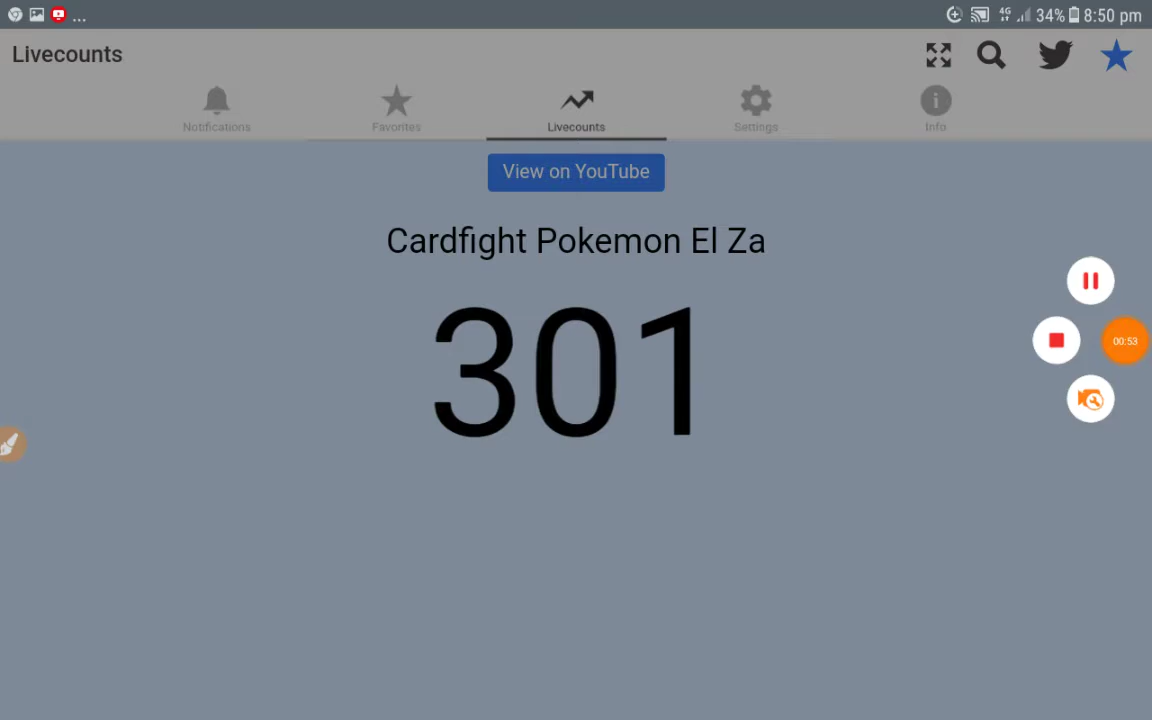 ... 4G 34% 8:50 pm
Livecounts
Notifications Favorites Livecounts Settings Info
View on YouTube
Cardfight Pokemon El Za
301
00:53